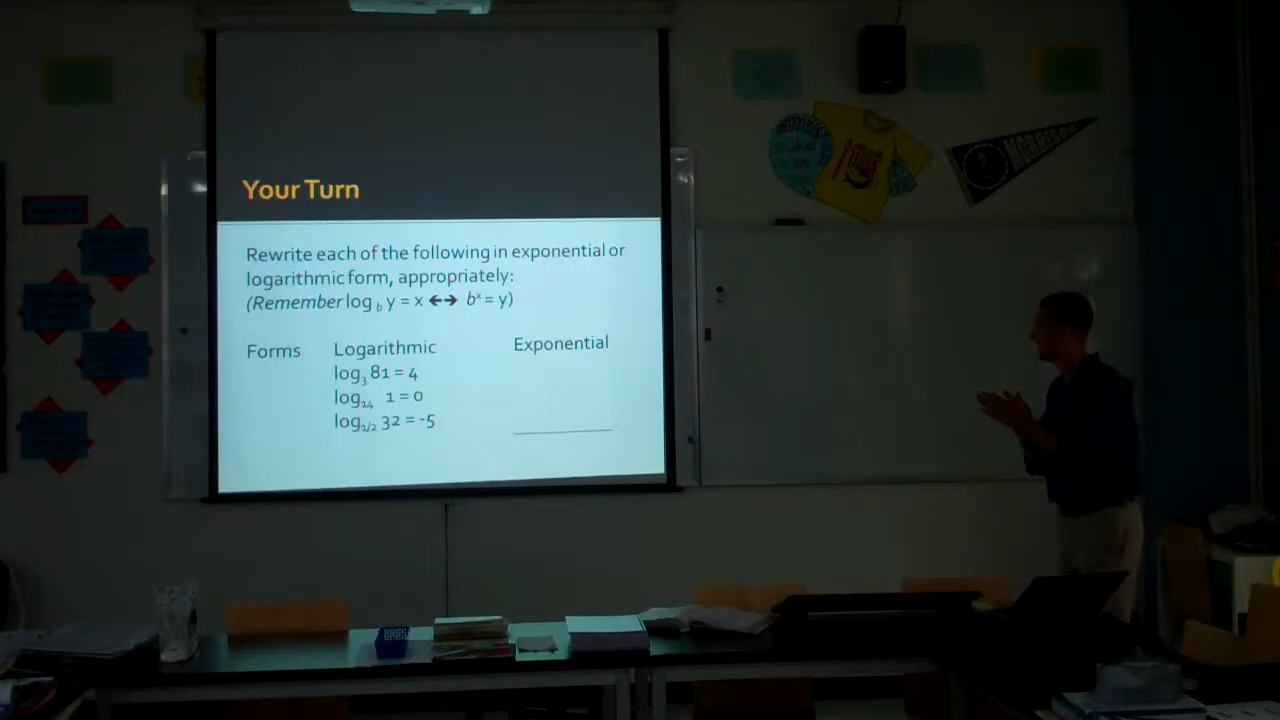 Your Turn
Rewrite each of the following in exponential or
logarithmic form, appropriately:
(Remember log b y = x ↔ bˣ = y)
Forms Logarithmic Exponential
log₃ 81 = 4
log₁₄ 1 = 0
log₁/₂ 32 = -5
MORRISON